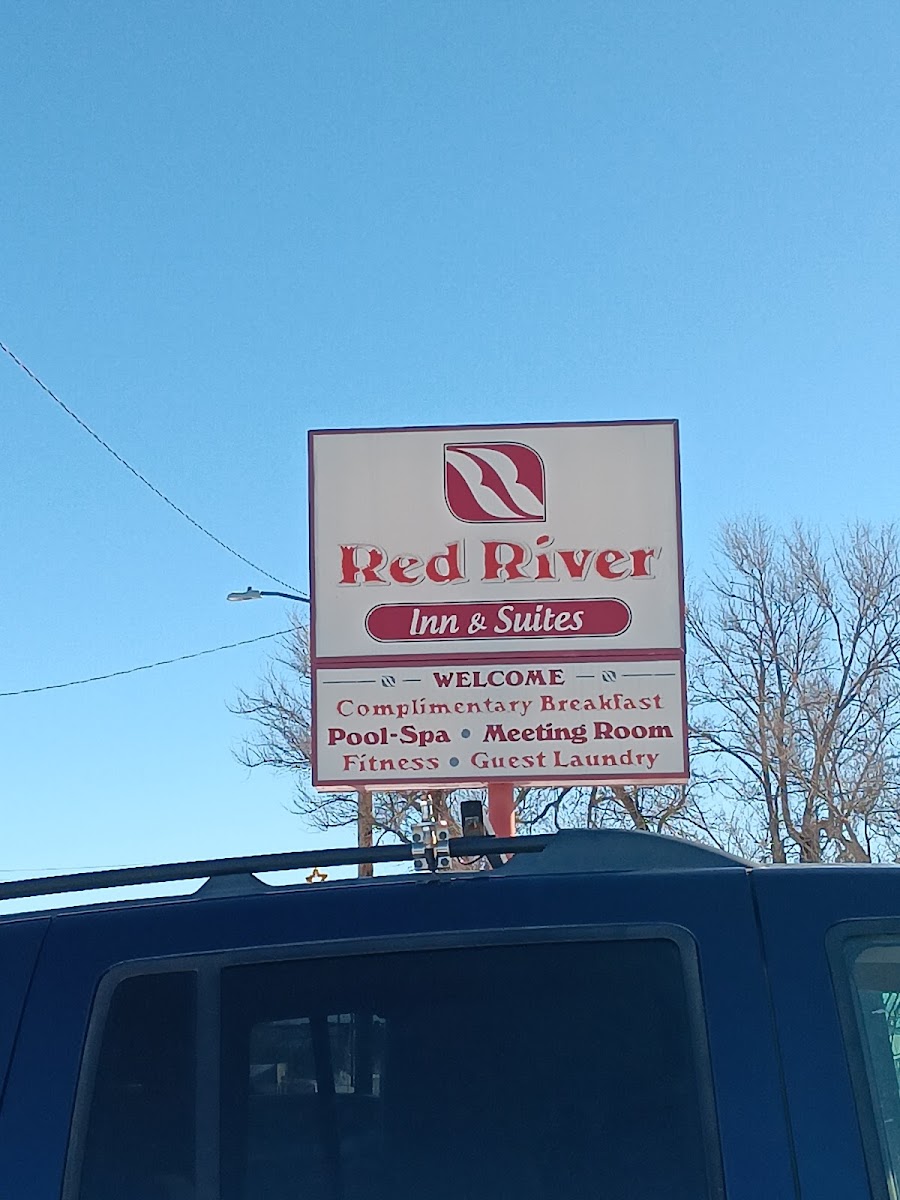 Red River
Inn & Suites
WELCOME
Complimentary Breakfast
Pool-Spa • Meeting Room
Fitness • Guest Laundry